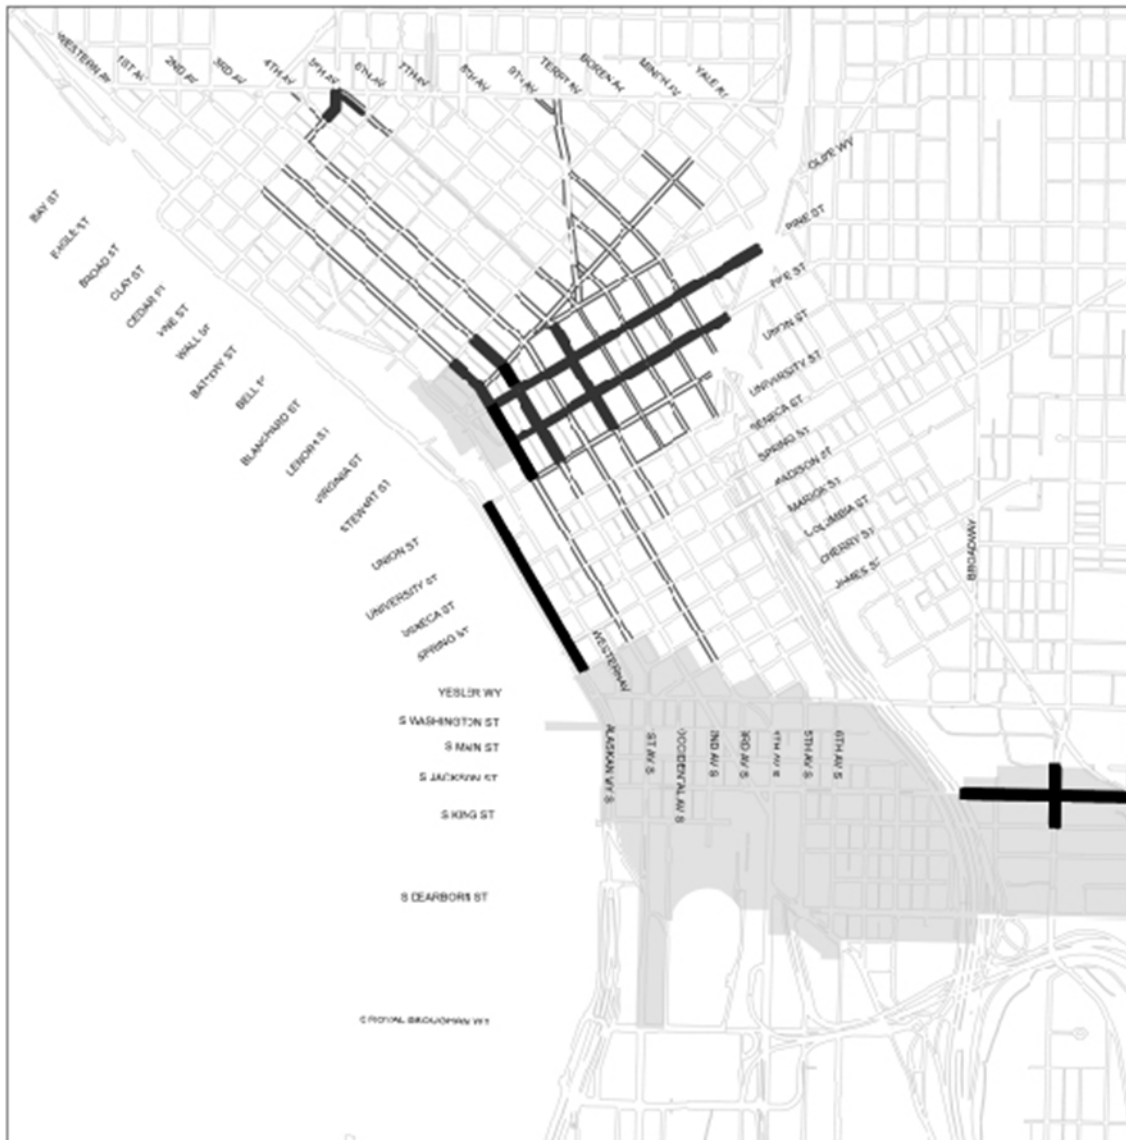 WESTERN AV
1ST AV
2ND AV
3RD AV
4TH AV
5TH AV
6TH AV
7TH AV
8TH AV
9TH AV
TERRY AV
BOREN AV
MINOR AV
YALE AV
OLIVE WY
PINE ST
PIKE ST
UNION ST
UNIVERSITY ST
SENECA ST
SPRING ST
MADISON ST
MARION ST
COLUMBIA ST
CHERRY ST
JAMES ST
BROADWAY
BAY ST
EAGLE ST
BROAD ST
CLAY ST
CEDAR ST
VINE ST
WALL ST
BATTERY ST
BELL ST
BLANCHARD ST
LENORA ST
VIRGINIA ST
STEWART ST
UNION ST
UNIVERSITY ST
SENECA ST
SPRING ST
WESTERN AV
YESLER WY
S WASHINGTON ST
S MAIN ST
S JACKSON ST
S KING ST
S DEARBORN ST
S ROYAL BROUGHAM WY
ALASKAN WY S
1ST AV S
OCCIDENTAL AV S
2ND AV S
3RD AV S
4TH AV S
5TH AV S
6TH AV S